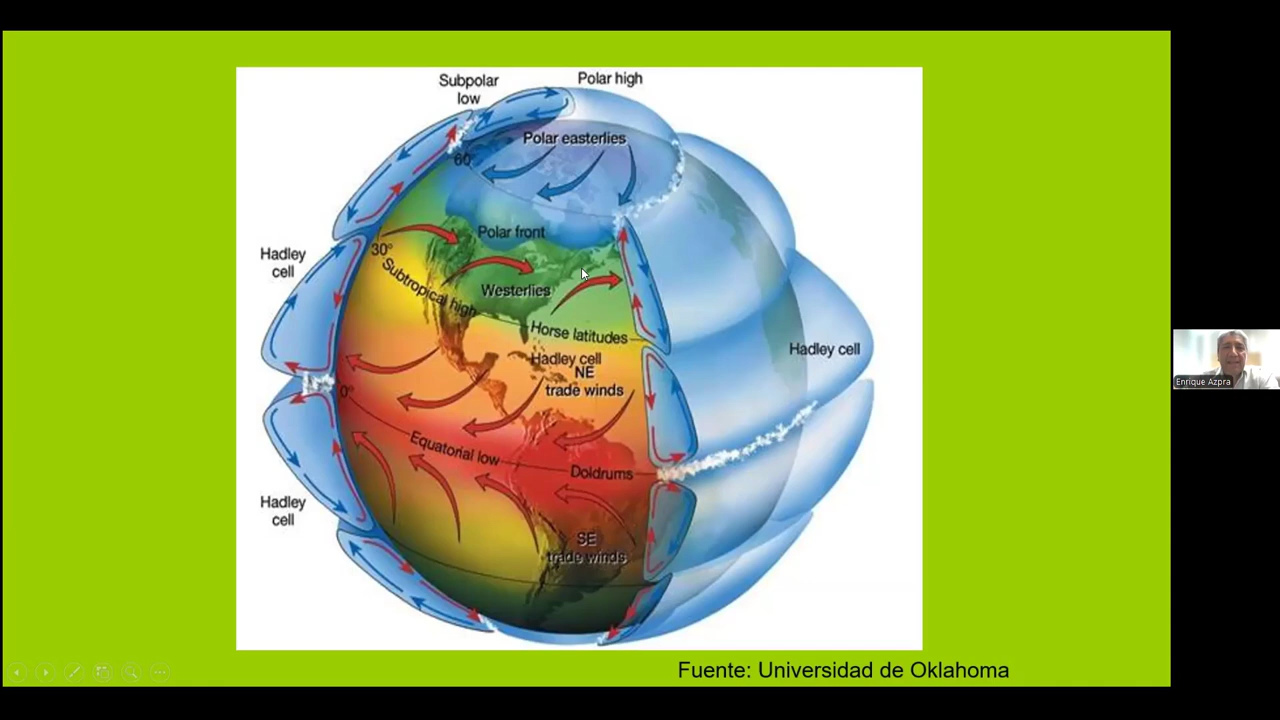 Subpolar
low
Polar high
Polar easterlies
60°
Polar front
30°
Hadley
cell
Subtropical high
Westerlies
Horse latitudes
Hadley cell
NE
trade winds
Hadley cell
0°
Equatorial low
Doldrums
Hadley
cell
SE
trade winds
Enrique Azpra
Fuente: Universidad de Oklahoma